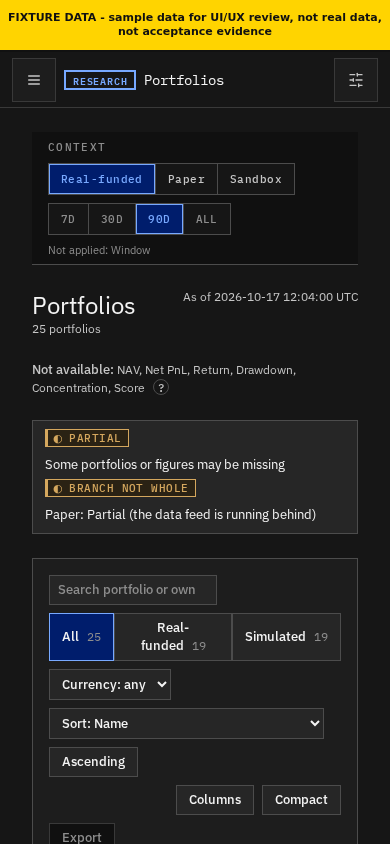 FIXTURE DATA - sample data for UI/UX review, not real data,
not acceptance evidence
RESEARCH Portfolios
CONTEXT
Real-funded Paper Sandbox
7D 30D 90D ALL
Not applied: Window
Portfolios As of 2026-10-17 12:04:00 UTC
25 portfolios
Not available: NAV, Net PnL, Return, Drawdown,
Concentration, Score ?
PARTIAL
Some portfolios or figures may be missing
BRANCH NOT WHOLE
Paper: Partial (the data feed is running behind)
Search portfolio or own
All 25 Real-funded 19 Simulated 19
Currency: any
Sort: Name
Ascending
Columns Compact
Export